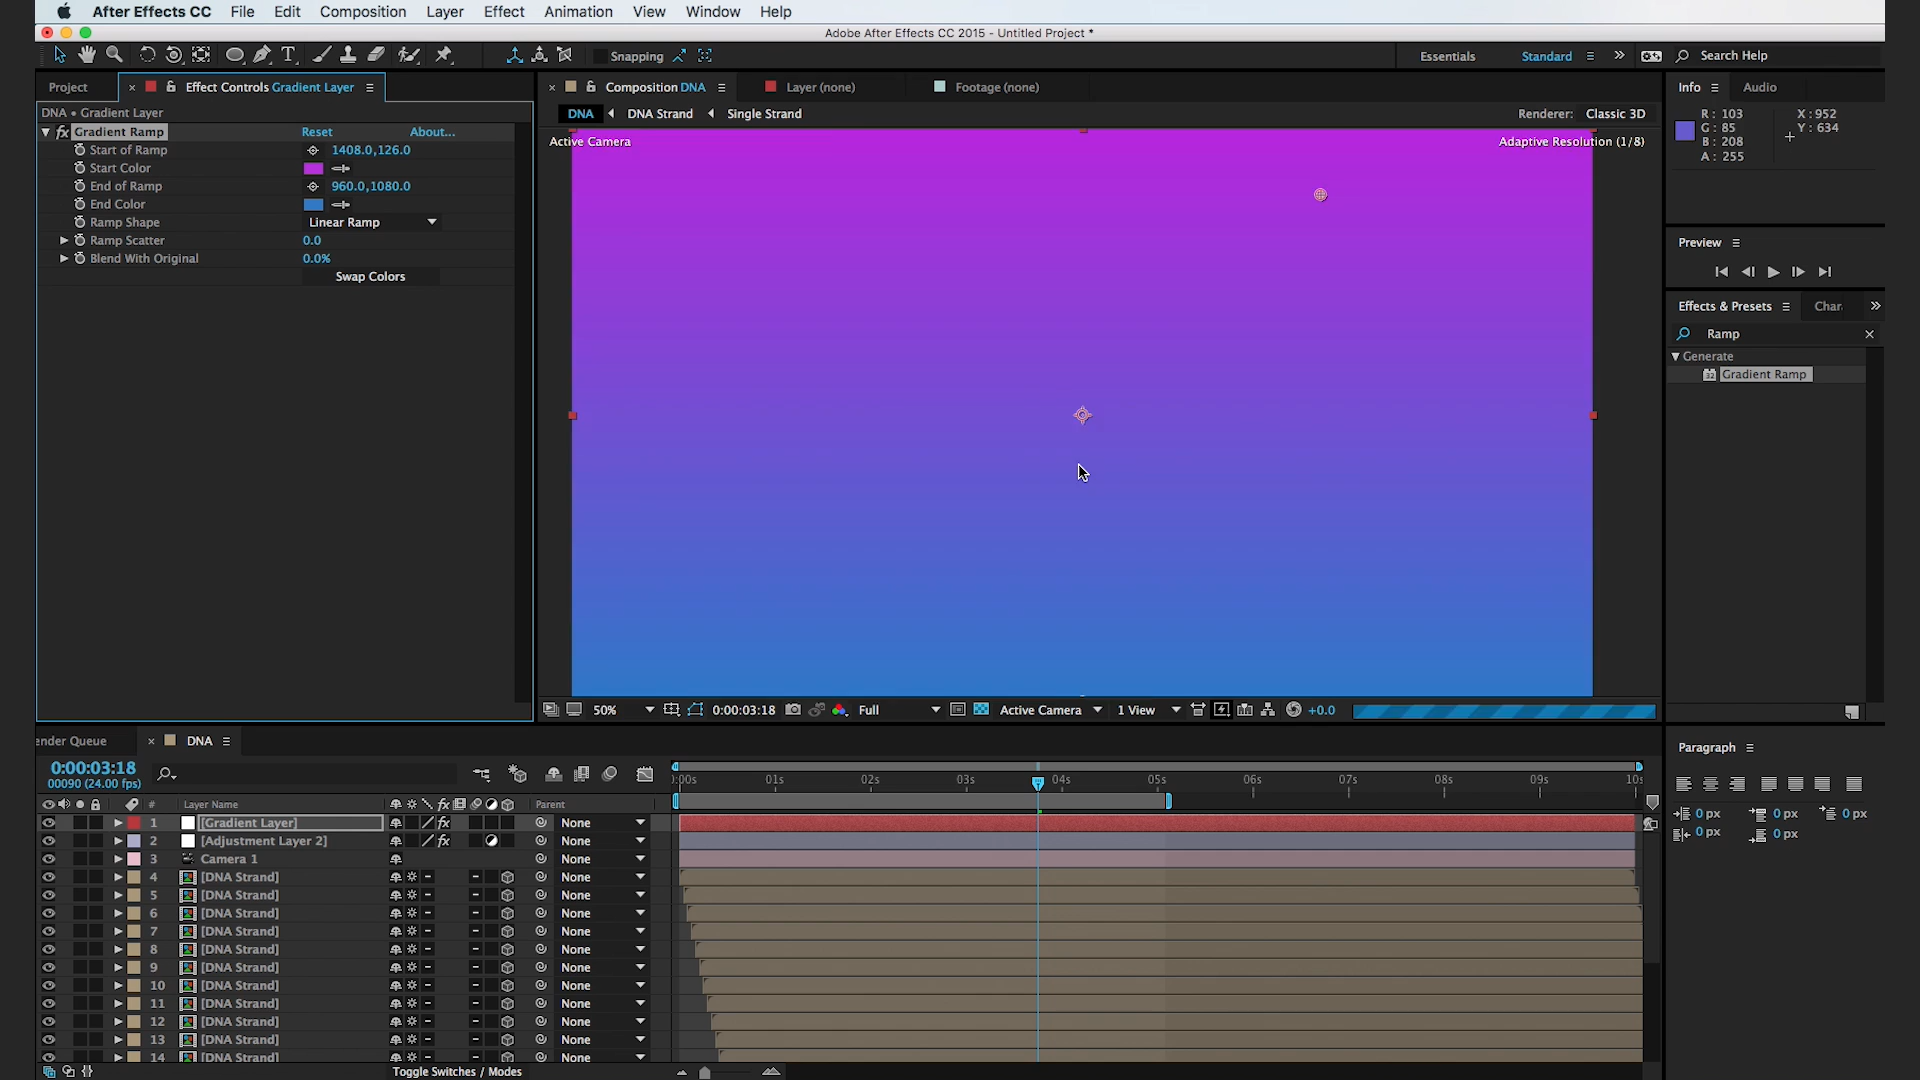 After Effects CC File Edit Composition Layer Effect Animation View Window Help
Adobe After Effects CC 2015 - Untitled Project *
Snapping Essentials Standard Search Help
Project Effect Controls Gradient Layer Composition DNA Layer (none) Footage (none) Info Audio
DNA • Gradient Layer
DNA DNA Strand Single Strand Renderer: Classic 3D
R: 103 X: 952
G: 85 Y: 634
B: 208
A: 255
fx Gradient Ramp Reset About...
Active Camera Adaptive Resolution (1/8)
Start of Ramp 1408.0,126.0
Start Color
End of Ramp 960.0,1080.0
End Color
Ramp Shape Linear Ramp
Ramp Scatter 0.0
Blend With Original 0.0%
Swap Colors
Preview
Effects & Presets Char
Ramp
Generate
32 Gradient Ramp
50% 0:00:03:18 Full Active Camera 1 View +0.0
ender Queue DNA
Paragraph
0:00:03:18
00090 (24.00 fps)
:00s 01s 02s 03s 04s 05s 06s 07s 08s 09s 10s
0 px 0 px 0 px
0 px 0 px
# Layer Name fx Parent
1 [Gradient Layer] fx None
2 [Adjustment Layer 2] fx None
3 Camera 1 None
4 [DNA Strand] None
5 [DNA Strand] None
6 [DNA Strand] None
7 [DNA Strand] None
8 [DNA Strand] None
9 [DNA Strand] None
10 [DNA Strand] None
11 [DNA Strand] None
12 [DNA Strand] None
13 [DNA Strand] None
14 [DNA Strand] None
Toggle Switches / Modes